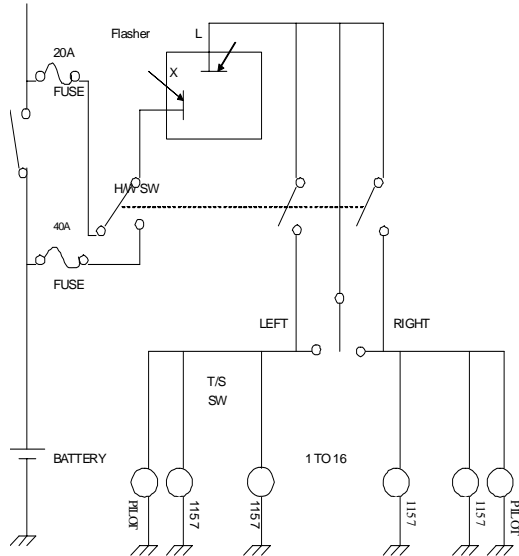 Flasher
L
20A
FUSE
X
H/W SW
40A
FUSE
LEFT
RIGHT
T/S
SW
BATTERY
1 TO 16
PILOT
1157
1157
1157
1157
PILOT